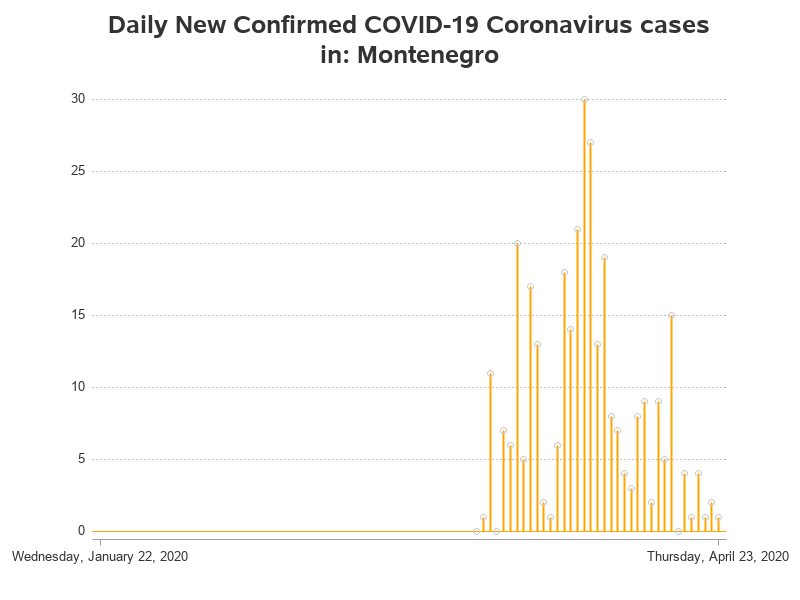 Daily New Confirmed COVID-19 Coronavirus cases
in: Montenegro
30
25
20
15
10
5
0
Wednesday, January 22, 2020
Thursday, April 23, 2020